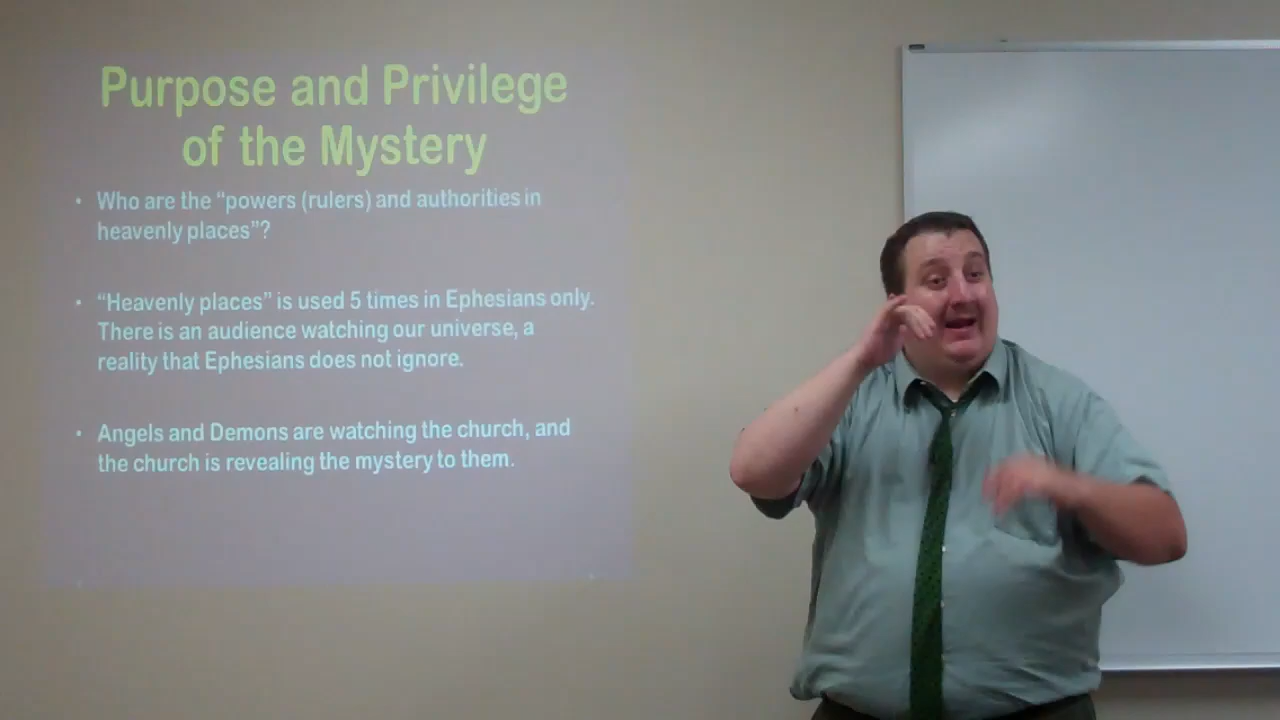 Purpose and Privilege
of the Mystery
• Who are the “powers (rulers) and authorities in
heavenly places”?
• “Heavenly places” is used 5 times in Ephesians only.
There is an audience watching our universe, a
reality that Ephesians does not ignore.
• Angels and Demons are watching the church, and
the church is revealing the mystery to them.